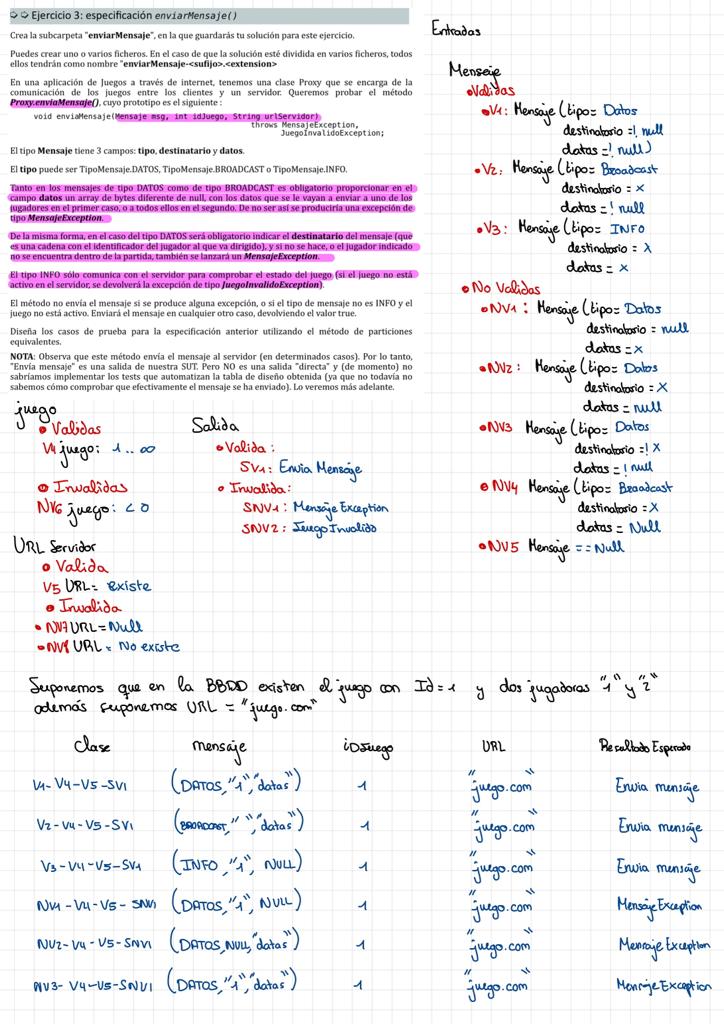 ➪ ➪ Ejercicio 3: especificación enviarMensaje()
Crea la subcarpeta "enviarMensaje", en la que guardarás tu solución para este ejercicio.
Puedes crear uno o varios ficheros. En el caso de que la solución esté dividida en varios ficheros, todos
ellos tendrán como nombre "enviarMensaje-<sufijo>.<extension>
En una aplicación de Juegos a través de internet, tenemos una clase Proxy que se encarga de la
comunicación de los juegos entre los clientes y un servidor. Queremos probar el método
Proxy.enviaMensaje(), cuyo prototipo es el siguiente :
void enviaMensaje(Mensaje msg, int idJuego, String urlServidor)
throws MensajeException,
JuegoInvalidoException;
El tipo Mensaje tiene 3 campos: tipo, destinatario y datos.
El tipo puede ser TipoMensaje.DATOS, TipoMensaje.BROADCAST o TipoMensaje.INFO.
Tanto en los mensajes de tipo DATOS como de tipo BROADCAST es obligatorio proporcionar en el
campo datos un array de bytes diferente de null, con los datos que se le vayan a enviar a uno de los
jugadores en el primer caso, o a todos ellos en el segundo. De no ser así se produciría una excepción de
tipo MensajeException.
De la misma forma, en el caso del tipo DATOS será obligatorio indicar el destinatario del mensaje (que
es una cadena con el identificador del jugador al que va dirigido), y si no se hace, o el jugador indicado
no se encuentra dentro de la partida, también se lanzará un MensajeException.
El tipo INFO sólo comunica con el servidor para comprobar el estado del juego (si el juego no está
activo en el servidor, se devolverá la excepción de tipo JuegoInvalidoException).
El método no envía el mensaje si se produce alguna excepción, o si el tipo de mensaje no es INFO y el
juego no está activo. Enviará el mensaje en cualquier otro caso, devolviendo el valor true.
Diseña los casos de prueba para la especificación anterior utilizando el método de particiones
equivalentes.
NOTA: Observa que este método envía el mensaje al servidor (en determinados casos). Por lo tanto,
"Envía mensaje" es una salida de nuestra SUT. Pero NO es una salida "directa" y (de momento) no
sabríamos implementar los tests que automatizan la tabla de diseño obtenida (ya que no todavía no
sabemos cómo comprobar que efectivamente el mensaje se ha enviado). Lo veremos más adelante.
Entradas
Mensaje
• Validas
• V1: Mensaje (tipo= Datos
destinatario =! null
datos =! null)
• V2: Mensaje (tipo= Broadcast
destinatario = x
datos =! null
• V3: Mensaje (tipo= INFO
destinatario = x
datos = x
• No Validas
• NV1: Mensaje (tipo= Datos
destinatario = null
datos = x
• NV2: Mensaje (tipo= Datos
destinatario = X
datos = null
• NV3 Mensaje (tipo= Datos
destinatario =! X
datos =! null
• NV4 Mensaje (tipo= Broadcast
destinatario = X
datos = Null
• NV5 Mensaje == Null
juego
• Validas
V4 juego: 1 .. ∞
• Invalidas
NV6 juego: < 0
URL Servidor
• Valida
V5 URL= existe
• Invalida
• NV7 URL= Null
• NV8 URL = No existe
Salida
• Valida :
SV1: Envia Mensaje
• Invalida:
SNV1: Mensaje Exception
SNV2: Juego Invalido
Suponemos que en la BBDD existen el juego con Id=1 y dos jugadoras "1" y "2"
además suponemos URL = "juego.com"
Clase mensaje iDJuego URL Resultado Esperado
V1-V4-V5-SV1 (DATOS, "1", "datos") 1 "juego.com" Envia mensaje
V2-V4-V5-SV1 (BROADCAST, " ", "datos") 1 "juego.com" Envia mensaje
V3-V4-V5-SV1 (INFO, "1", NULL) 1 "juego.com" Envia mensaje
NV1-V4-V5-SNV1 (DATOS, "1", NULL) 1 "juego.com" Mensaje Exception
NV2-V4-V5-SNV1 (DATOS, NULL, "datos") 1 "juego.com" Mensaje Exception
NV3-V4-V5-SNV1 (DATOS, "1", "datos") 1 "juego.com" Mensaje Exception